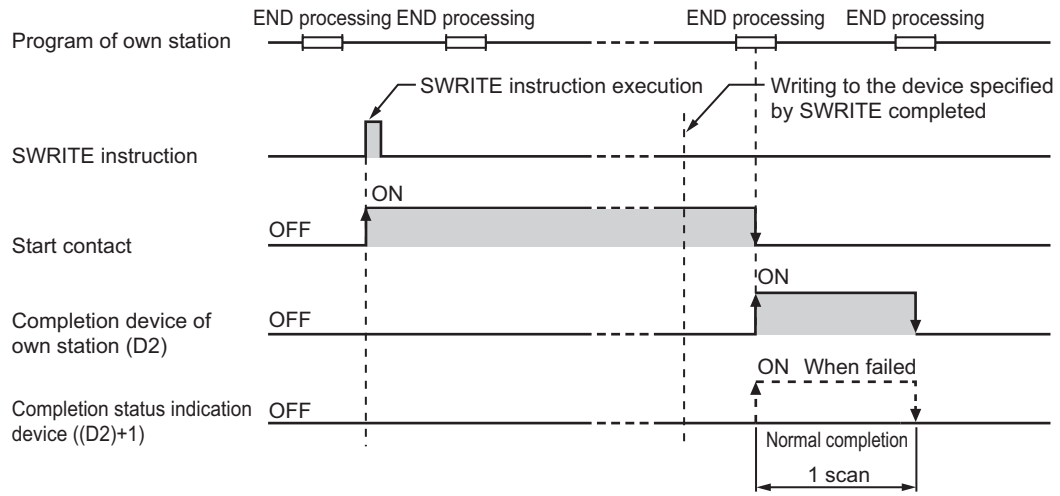 END processing END processing END processing END processing
Program of own station
SWRITE instruction execution
Writing to the device specified
by SWRITE completed
SWRITE instruction
ON
OFF
Start contact
ON
Completion device of
own station (D2)
OFF
ON When failed
Completion status indication
device ((D2)+1)
OFF
Normal completion
1 scan